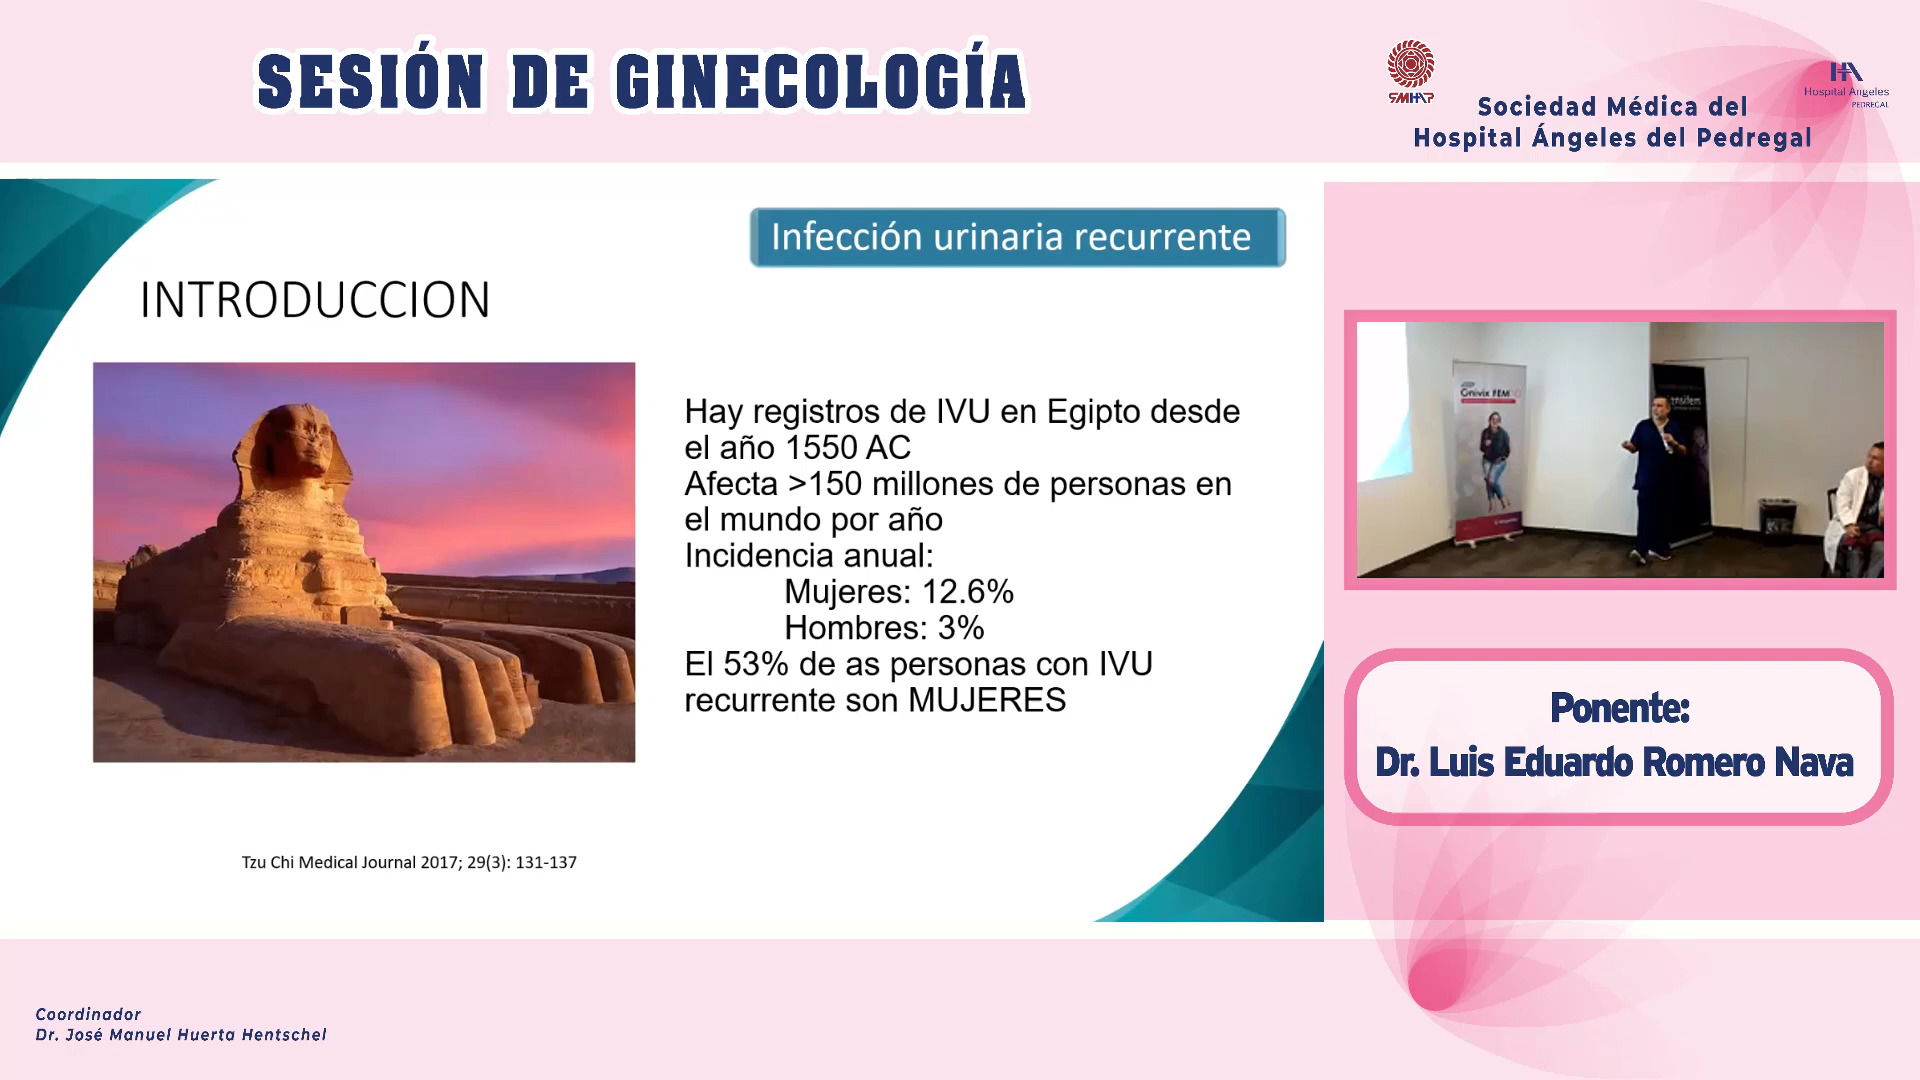 SESIÓN DE GINECOLOGÍA
SMHAP
Sociedad Médica del
Hospital Ángeles del Pedregal
HA
Hospital Angeles
PEDREGAL
Infección urinaria recurrente
INTRODUCCION
Hay registros de IVU en Egipto desde
el año 1550 AC
Afecta >150 millones de personas en
el mundo por año
Incidencia anual:
Mujeres: 12.6%
Hombres: 3%
El 53% de as personas con IVU
recurrente son MUJERES
Tzu Chi Medical Journal 2017; 29(3): 131-137
Ginivix FEM
Ponente:
Dr. Luis Eduardo Romero Nava
Coordinador
Dr. José Manuel Huerta Hentschel